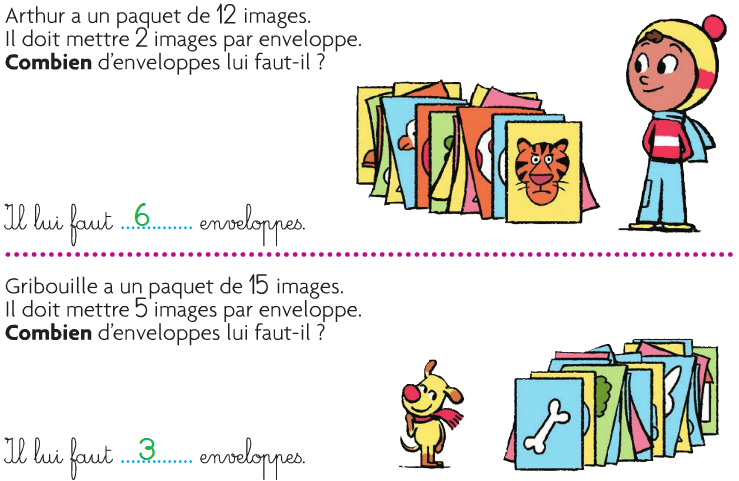 Arthur a un paquet de 12 images.
Il doit mettre 2 images par enveloppe.
Combien d'enveloppes lui faut-il ?
Il lui faut 6 enveloppes.
Gribouille a un paquet de 15 images.
Il doit mettre 5 images par enveloppe.
Combien d'enveloppes lui faut-il ?
Il lui faut 3 enveloppes.